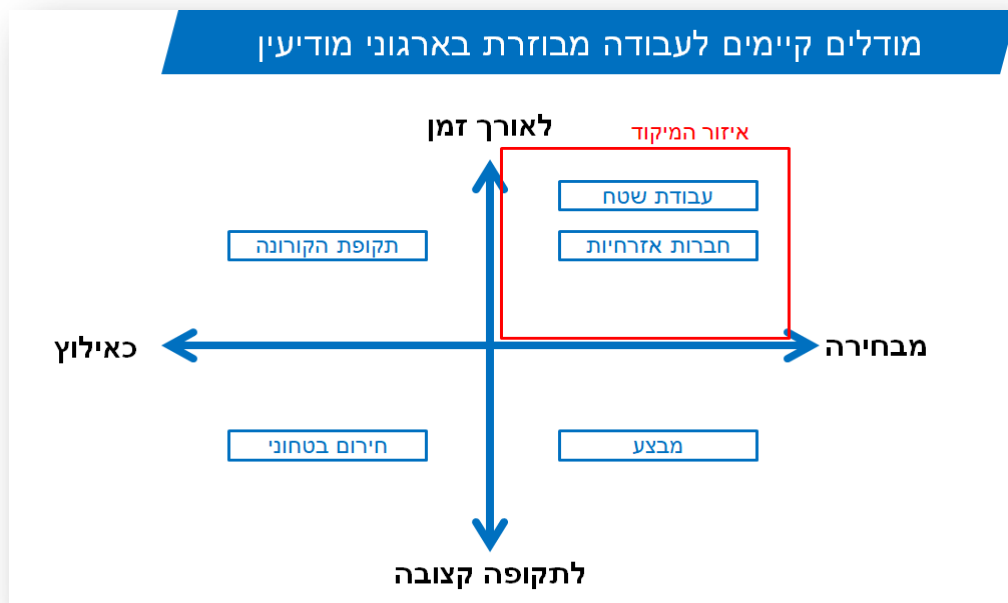 מודלים קיימים לעבודה מבוזרת בארגוני מודיעין
לאורך זמן
איזור המיקוד
עבודת שטח
חברות אזרחיות
תקופת הקורונה
מבחירה
כאילוץ
מבצע
חירום בטחוני
לתקופה קצובה